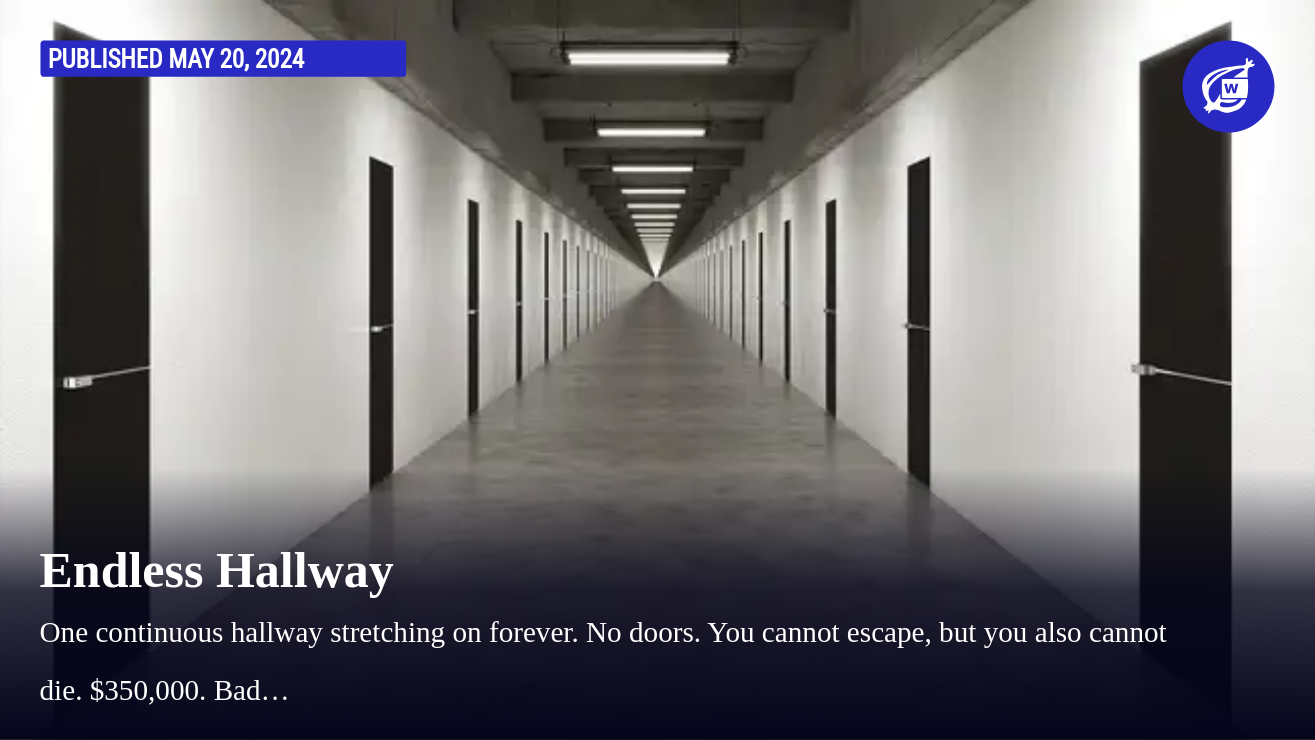 PUBLISHED MAY 20, 2024
W
Endless Hallway
One continuous hallway stretching on forever. No doors. You cannot escape, but you also cannot
die. $350,000. Bad…